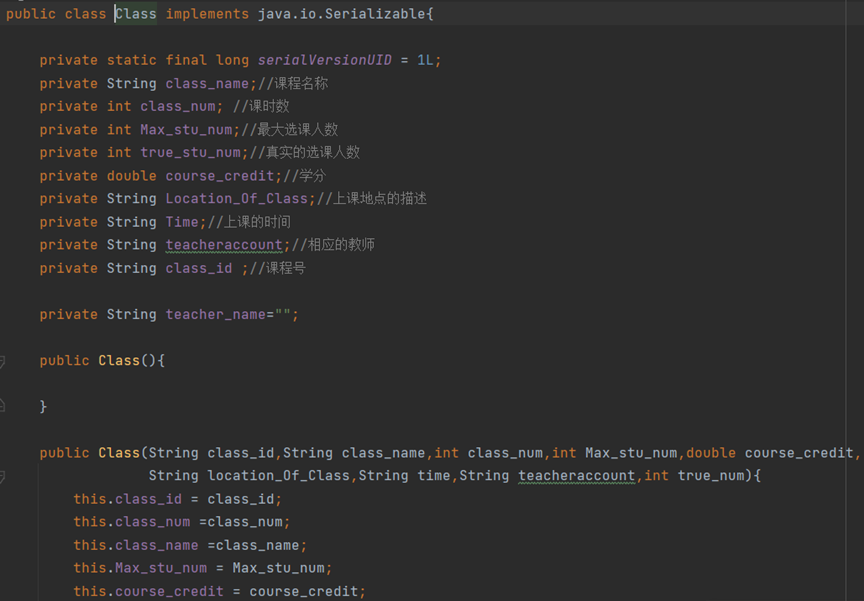 public class Class implements java.io.Serializable{
private static final long serialVersionUID = 1L;
private String class_name;//课程名称
private int class_num; //课时数
private int Max_stu_num;//最大选课人数
private int true_stu_num;//真实的选课人数
private double course_credit;//学分
private String Location_Of_Class;//上课地点的描述
private String Time;//上课的时间
private String teacheraccount;//相应的教师
private String class_id ;//课程号
private String teacher_name="";
public Class(){
}
public Class(String class_id,String class_name,int class_num,int Max_stu_num,double course_credit,
String location_Of_Class,String time,String teacheraccount,int true_num){
this.class_id = class_id;
this.class_num =class_num;
this.class_name =class_name;
this.Max_stu_num = Max_stu_num;
this.course_credit = course_credit;